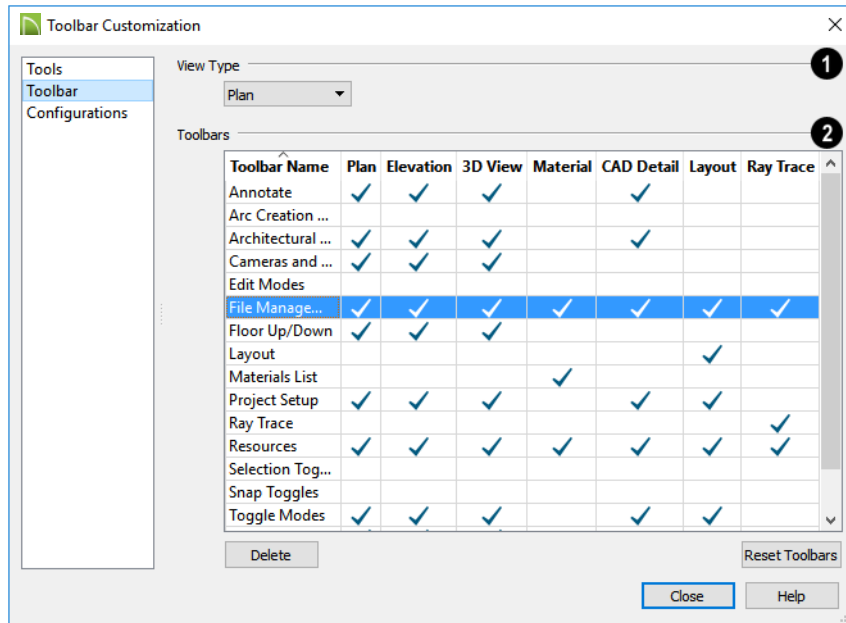 Toolbar Customization
Tools
Toolbar
Configurations
View Type
1
Plan
Toolbars
2
Toolbar Name Plan Elevation 3D View Material CAD Detail Layout Ray Trace
Annotate
Arc Creation ...
Architectural ...
Cameras and ...
Edit Modes
File Manage...
Floor Up/Down
Layout
Materials List
Project Setup
Ray Trace
Resources
Selection Tog...
Snap Toggles
Toggle Modes
Delete
Reset Toolbars
Close
Help